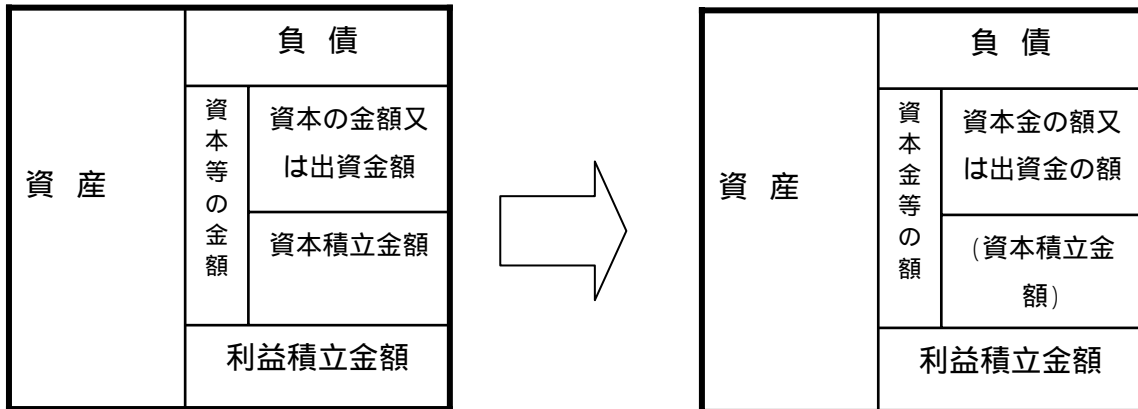 負 債
資 産
資本等の金額
資本の金額又
は出資金額
資本積立金額
利益積立金額
負 債
資 産
資本金等の額
資本金の額又
は出資金の額
(資本積立金
額)
利益積立金額